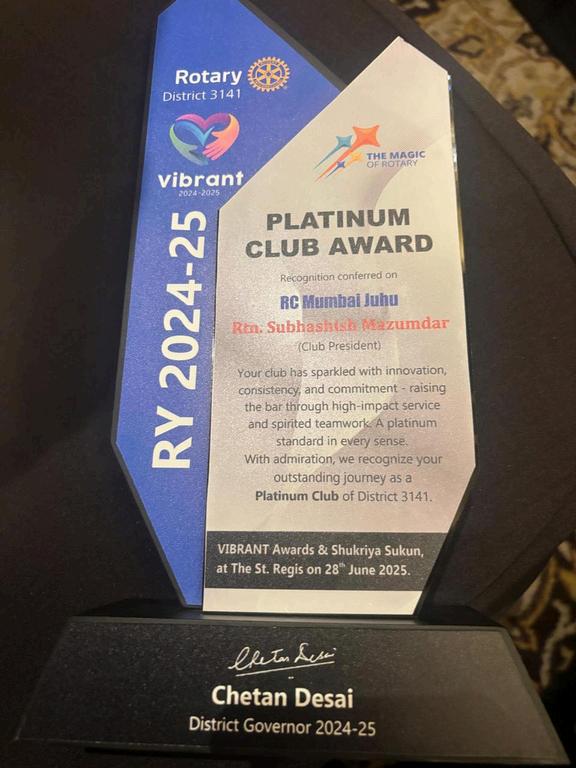 Rotary
District 3141
vibrant
2024-2025
RY 2024-25
THE MAGIC
OF ROTARY
PLATINUM
CLUB AWARD
Recognition conferred on
RC Mumbai Juhu
Rtn. Subhashish Mazumdar
(Club President)
Your club has sparkled with innovation,
consistency, and commitment - raising
the bar through high-impact service
and spirited teamwork. A platinum
standard in every sense.
With admiration, we recognize your
outstanding journey as a
Platinum Club of District 3141.
VIBRANT Awards & Shukriya Sukun,
at The St. Regis on 28th June 2025.
Chetan Desai
Chetan Desai
District Governor 2024-25